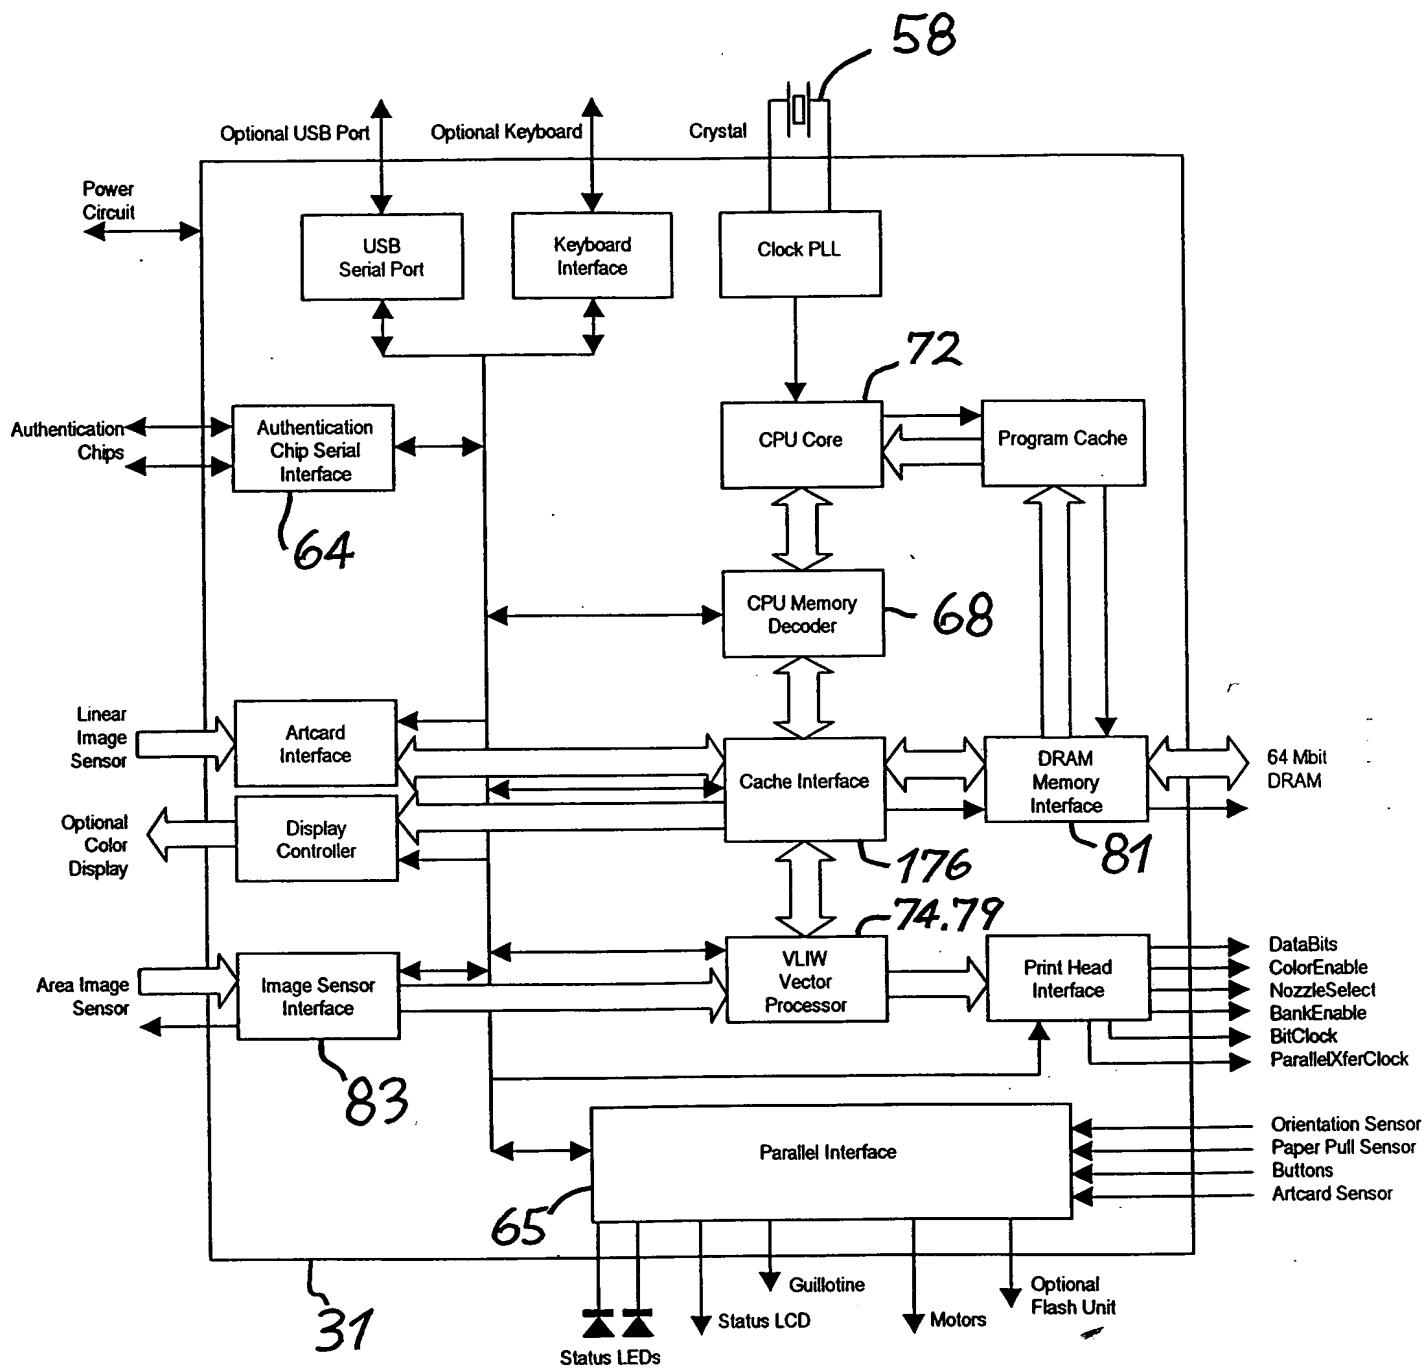 58
Optional USB Port
Optional Keyboard
Crystal
Power
Circuit
USB
Serial Port
Keyboard
Interface
Clock PLL
72
Authentication
Chips
Authentication
Chip Serial
Interface
CPU Core
Program Cache
64
CPU Memory
Decoder
68
Linear
Image
Sensor
Artcard
Interface
Cache Interface
DRAM
Memory
Interface
64 Mbit
DRAM
Optional
Color
Display
Display
Controller
176
81
74.79
Area Image
Sensor
Image Sensor
Interface
VLIW
Vector
Processor
Print Head
Interface
DataBits
ColorEnable
NozzleSelect
BankEnable
BitClock
ParallelXferClock
83
Parallel Interface
Orientation Sensor
Paper Pull Sensor
Buttons
Artcard Sensor
65
31
Status LEDs
Status LCD
Guillotine
Motors
Optional
Flash Unit